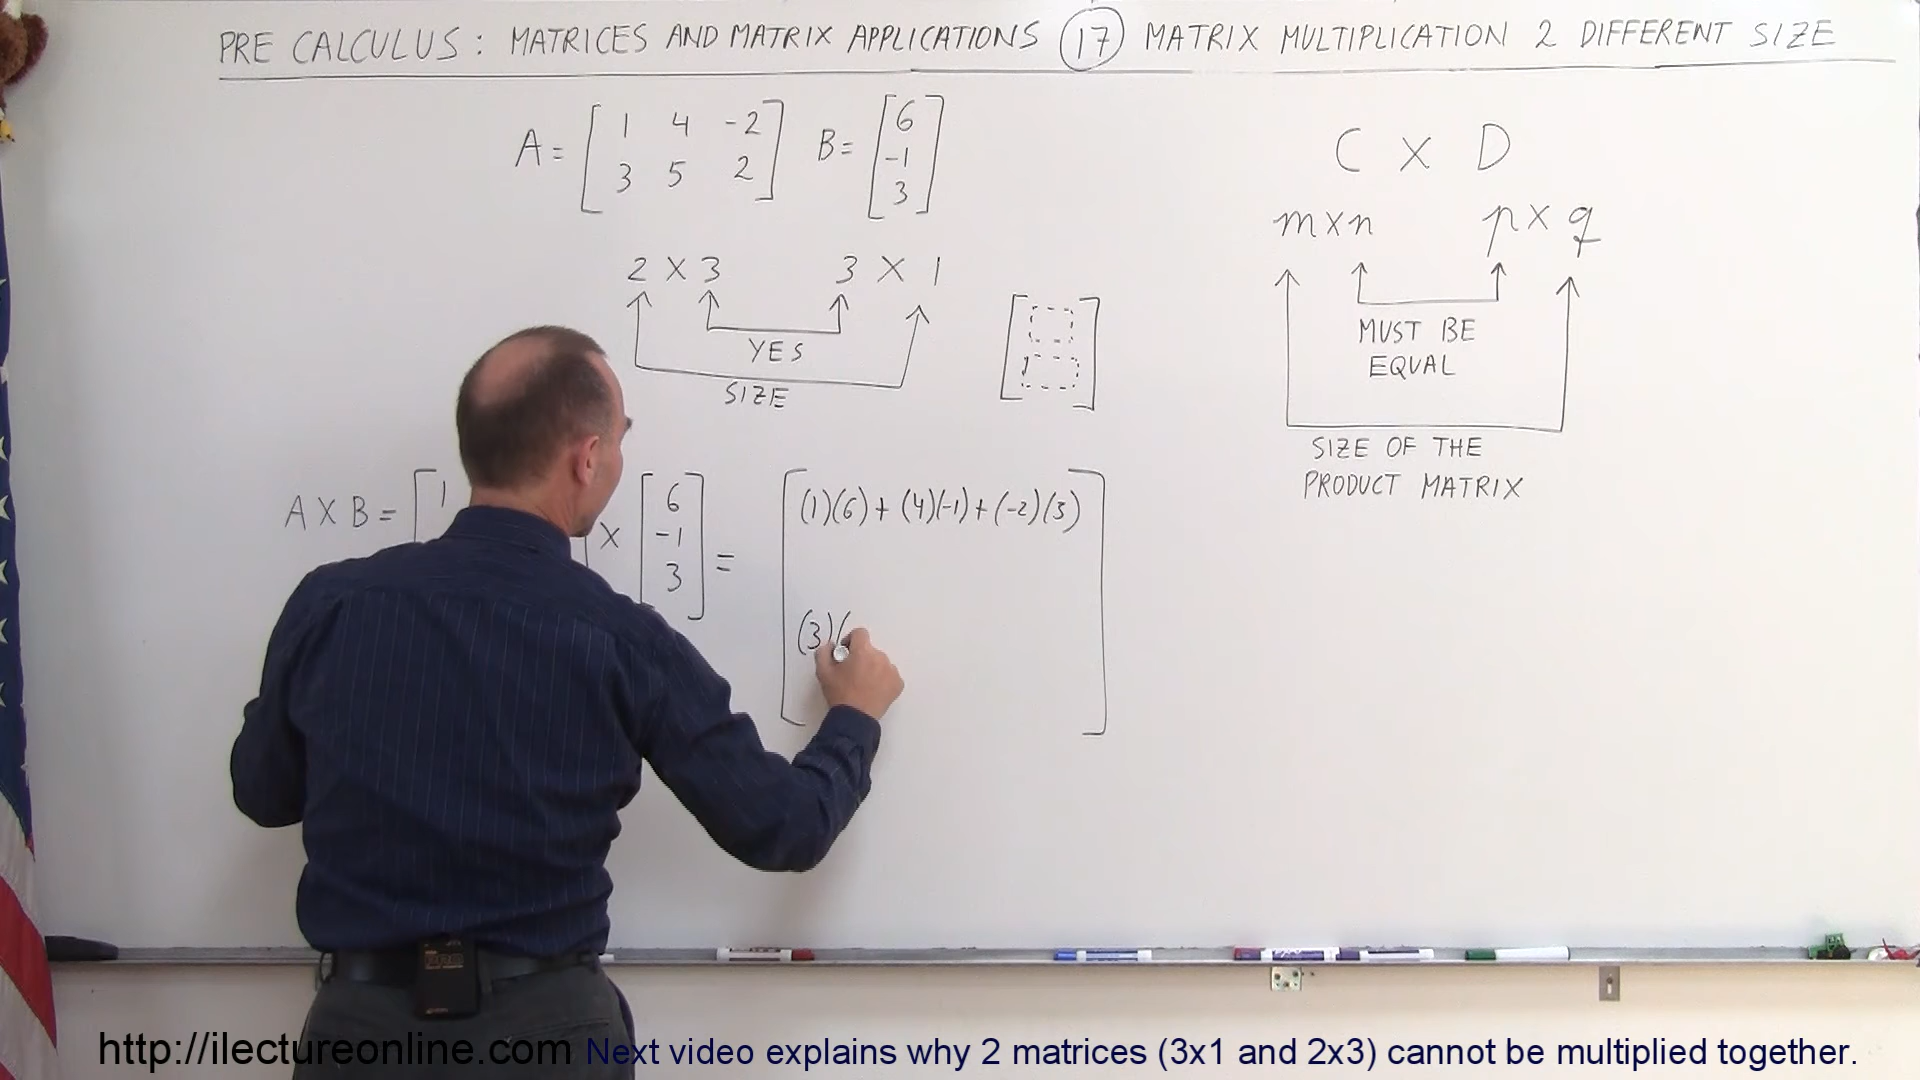 PRE CALCULUS: MATRICES AND MATRIX APPLICATIONS 17 MATRIX MULTIPLICATION 2 DIFFERENT SIZE
A = [ 1 4 -2
3 5 2 ]
B = [ 6
-1
3 ]
2 X 3 3 X 1
YES
SIZE
A X B = [ 1
X [ 6
-1
3 ] =
[ (1)(6) + (4)(-1) + (-2)(3)
(3)( ]
C X D
m x n p x q
MUST BE
EQUAL
SIZE OF THE
PRODUCT MATRIX
EXPO
http://ilectureonline.com Next video explains why 2 matrices (3x1 and 2x3) cannot be multiplied together.